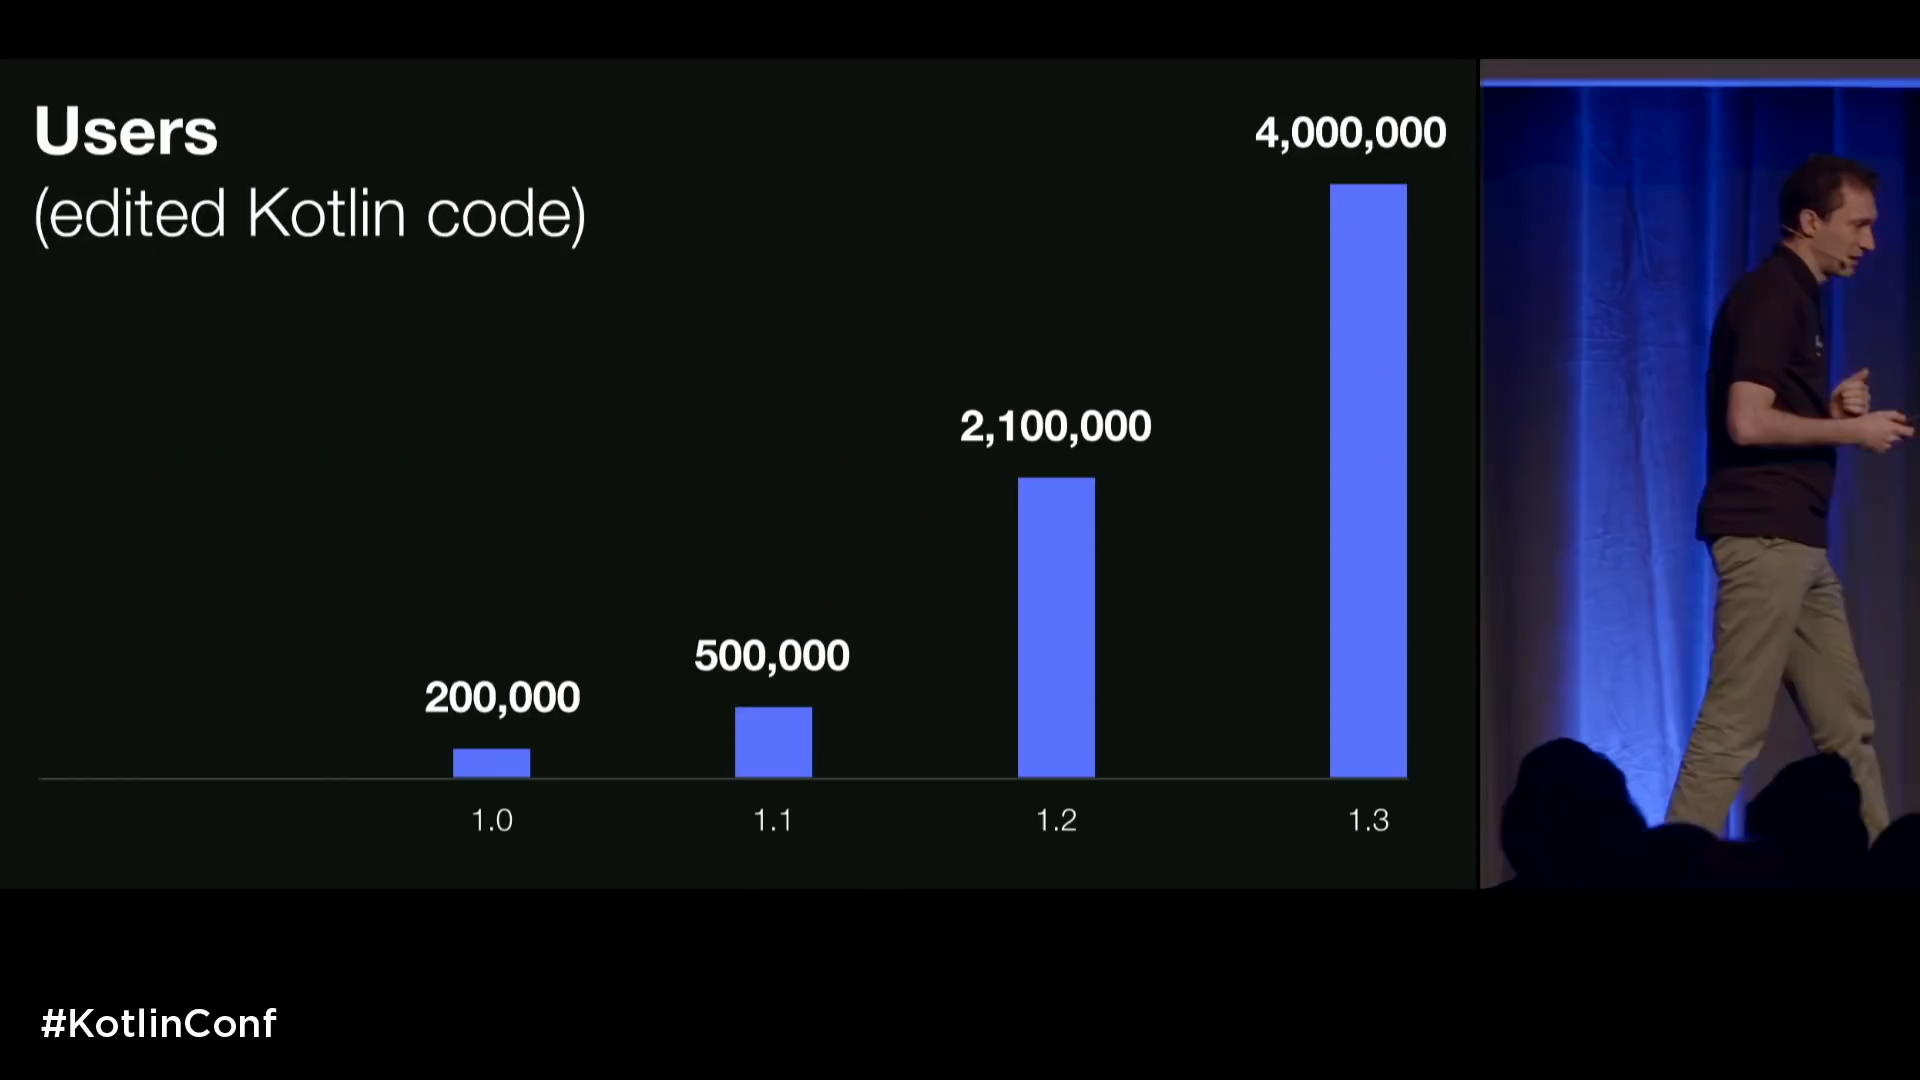 Users
(edited Kotlin code)
4,000,000
2,100,000
500,000
200,000
1.0 1.1 1.2 1.3
#KotlinConf